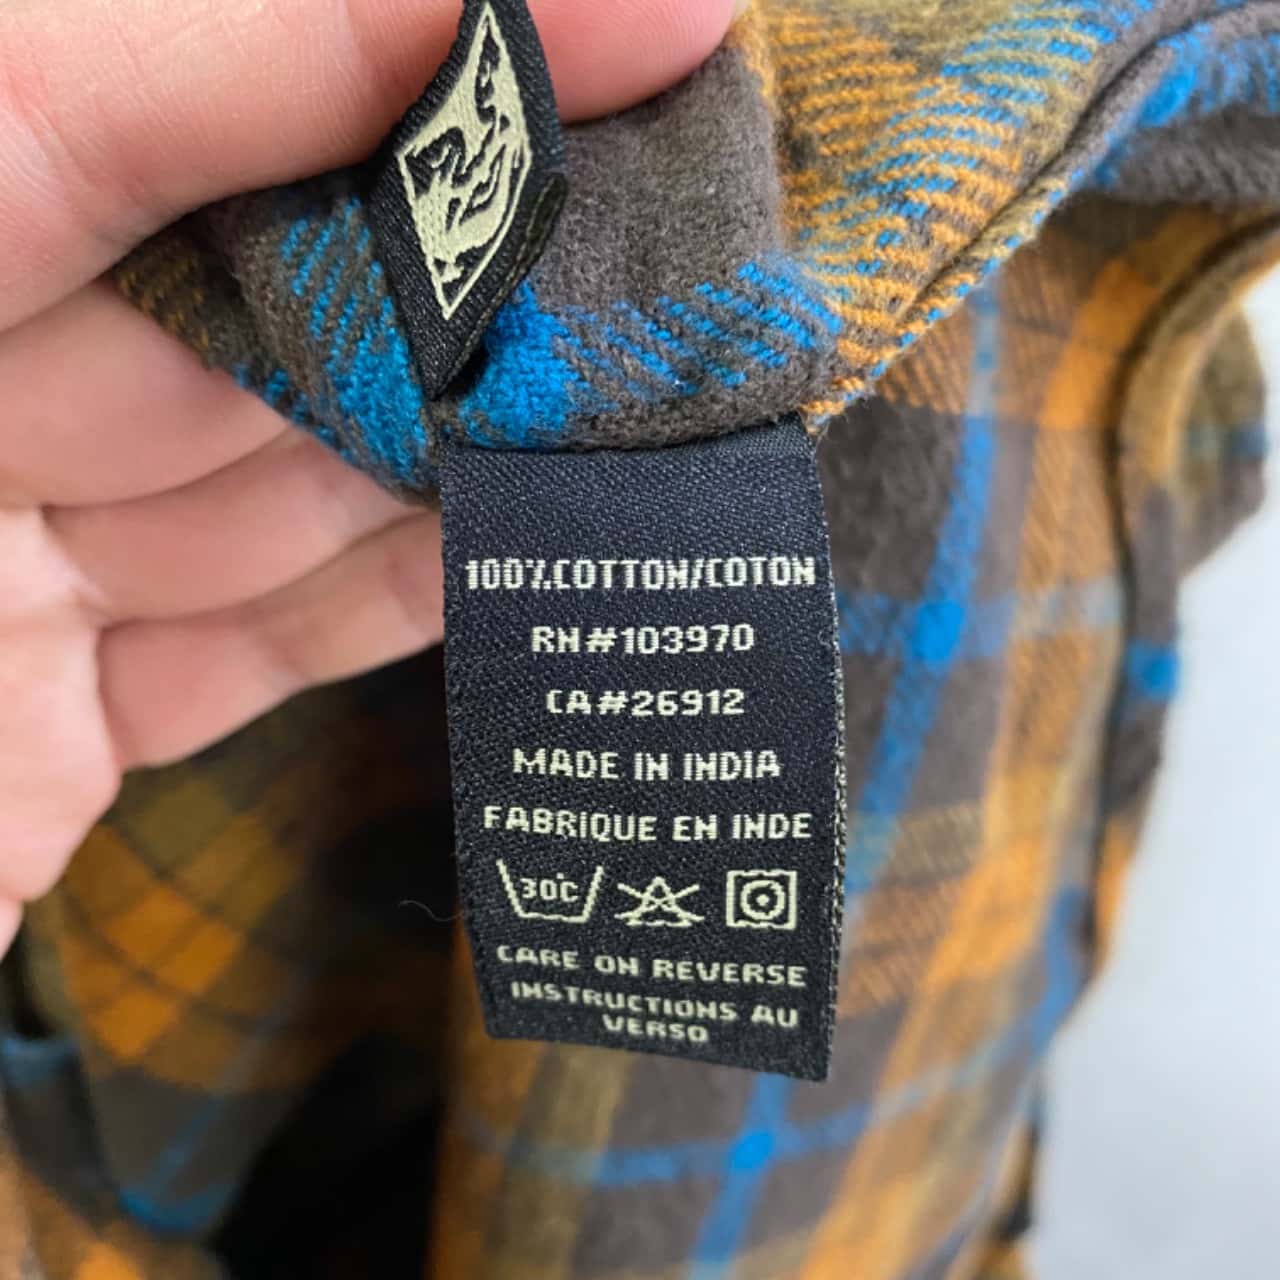 100%COTTON/COTON
RN#103970
CA#26912
MADE IN INDIA
FABRIQUE EN INDE
30°C
CARE ON REVERSE
INSTRUCTIONS AU
VERSO